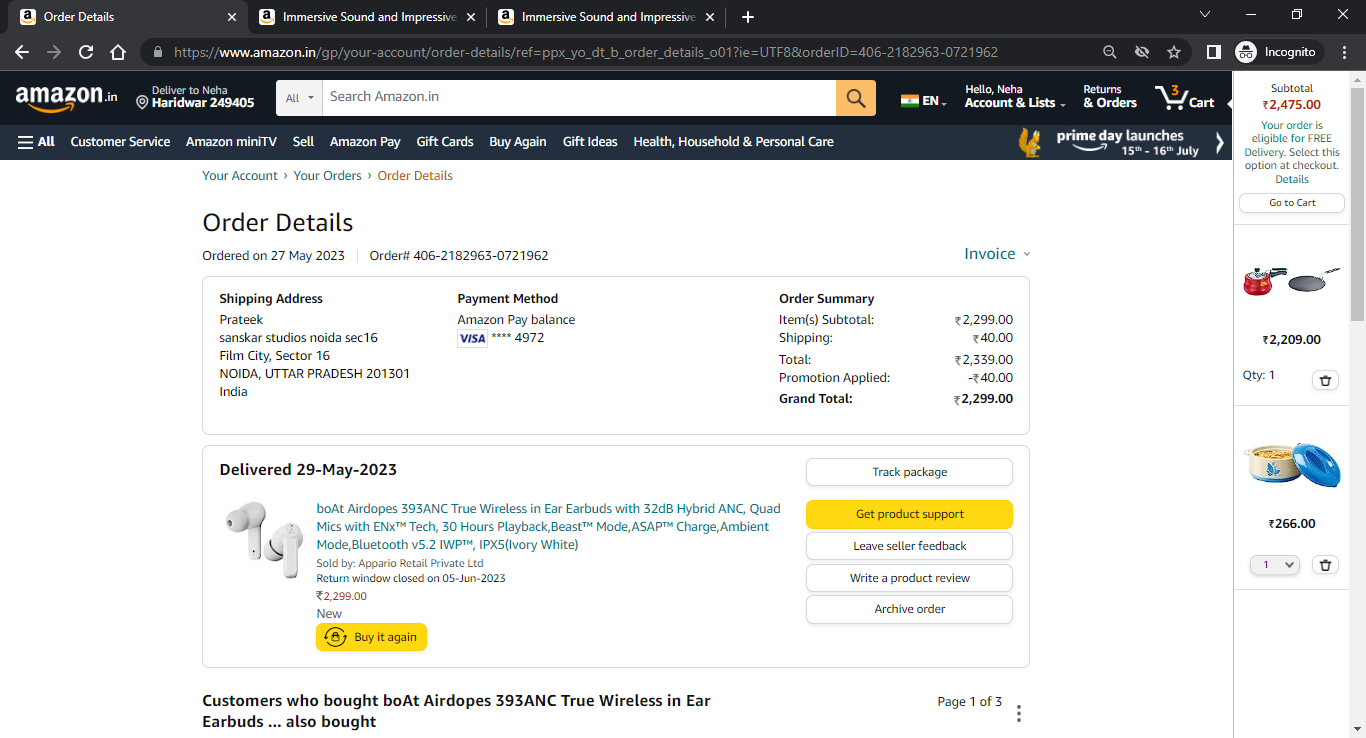 Order Details
Immersive Sound and Impressive
Immersive Sound and Impressive
https://www.amazon.in/gp/your-account/order-details/ref=ppx_yo_dt_b_order_details_o01?ie=UTF8&orderID=406-2182963-0721962
Incognito
amazon.in
Deliver to Neha
Haridwar 249405
All
Search Amazon.in
EN
Hello, Neha
Account & Lists
Returns
& Orders
3
Cart
All
Customer Service
Amazon miniTV
Sell
Amazon Pay
Gift Cards
Buy Again
Gift Ideas
Health, Household & Personal Care
prime day launches
15th - 16th July
Your Account › Your Orders › Order Details
Order Details
Ordered on 27 May 2023
Order# 406-2182963-0721962
Invoice
Shipping Address
Prateek
sanskar studios noida sec16
Film City, Sector 16
NOIDA, UTTAR PRADESH 201301
India
Payment Method
Amazon Pay balance
VISA **** 4972
Order Summary
Item(s) Subtotal: ₹2,299.00
Shipping: ₹40.00
Total: ₹2,339.00
Promotion Applied: -₹40.00
Grand Total: ₹2,299.00
Delivered 29-May-2023
boAt Airdopes 393ANC True Wireless in Ear Earbuds with 32dB Hybrid ANC, Quad
Mics with ENx™ Tech, 30 Hours Playback,Beast™ Mode,ASAP™ Charge,Ambient
Mode,Bluetooth v5.2 IWP™, IPX5(Ivory White)
Sold by: Appario Retail Private Ltd
Return window closed on 05-Jun-2023
₹2,299.00
New
Buy it again
Track package
Get product support
Leave seller feedback
Write a product review
Archive order
Customers who bought boAt Airdopes 393ANC True Wireless in Ear
Earbuds ... also bought
Page 1 of 3
Subtotal
₹2,475.00
Your order is
eligible for FREE
Delivery. Select this
option at checkout.
Details
Go to Cart
₹2,209.00
Qty: 1
₹266.00
1